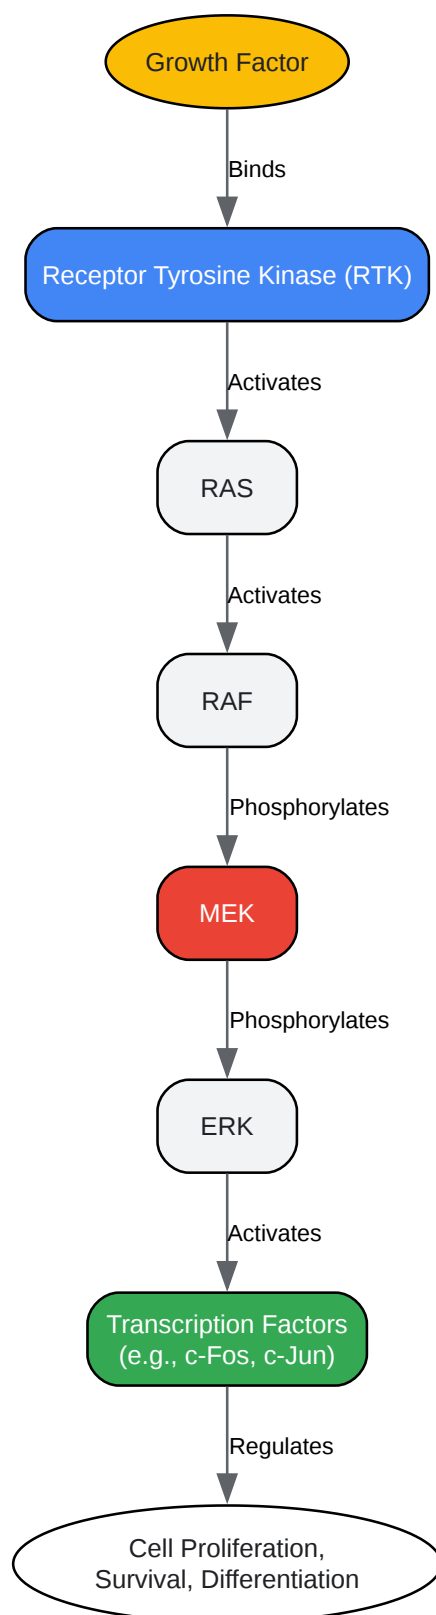 Growth Factor
Binds
Receptor Tyrosine Kinase (RTK)
Activates
RAS
Activates
RAF
Phosphorylates
MEK
Phosphorylates
ERK
Activates
Transcription Factors
(e.g., c-Fos, c-Jun)
Regulates
Cell Proliferation,
Survival, Differentiation